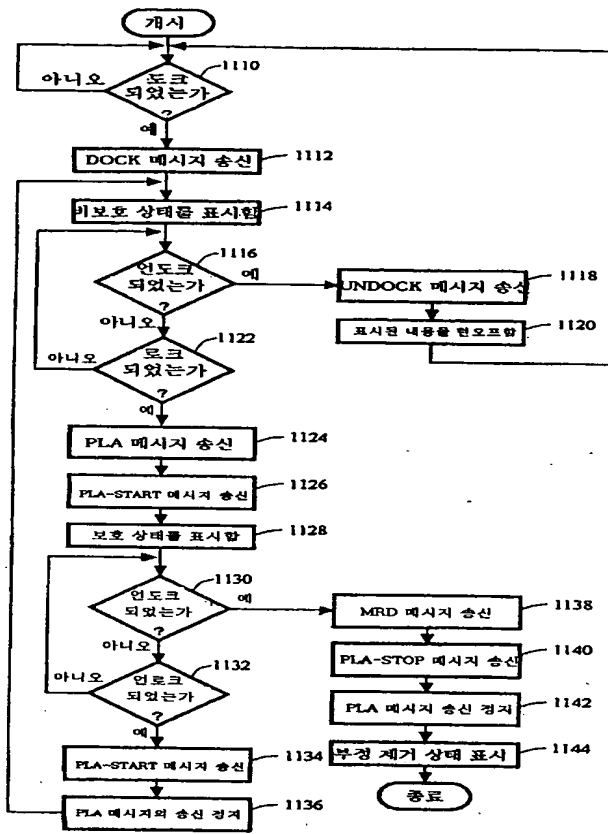 개시
1110
도크
되었는가
?
아니오
예
DOCK 메시지 송신
1112
비보호 상태를 표시함
1114
1116
언도크
되었는가
?
예
아니오
UNDOCK 메시지 송신
1118
표시된 내용을 턴오프함
1120
1122
로크
되었는가
?
아니오
예
PLA 메시지 송신
1124
PLA-START 메시지 송신
1126
보호 상태를 표시함
1128
1130
언도크
되었는가
?
예
아니오
MRD 메시지 송신
1138
PLA-STOP 메시지 송신
1140
PLA 메시지 송신 정지
1142
부정 제거 상태 표시
1144
종료
1132
언로크
되었는가
?
아니오
예
PLA-START 메시지 송신
1134
PLA 메시지의 송신 정지
1136